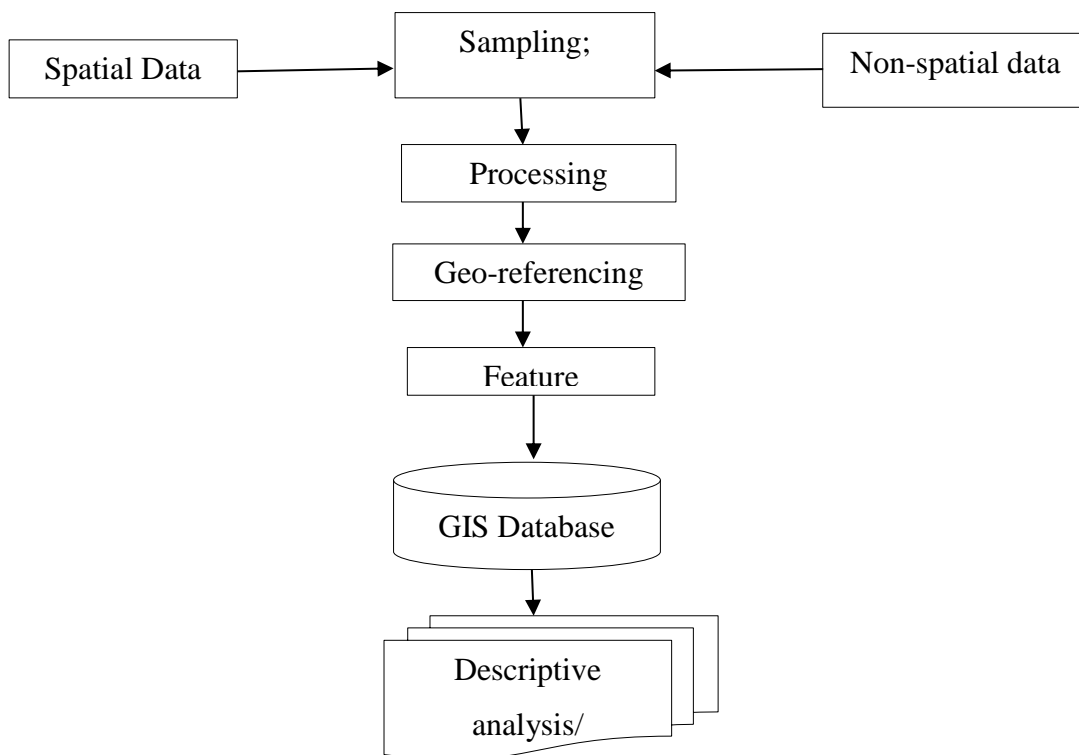 Spatial Data
Sampling;
Non-spatial data
Processing
Geo-referencing
Feature
GIS Database
Descriptive
analysis/